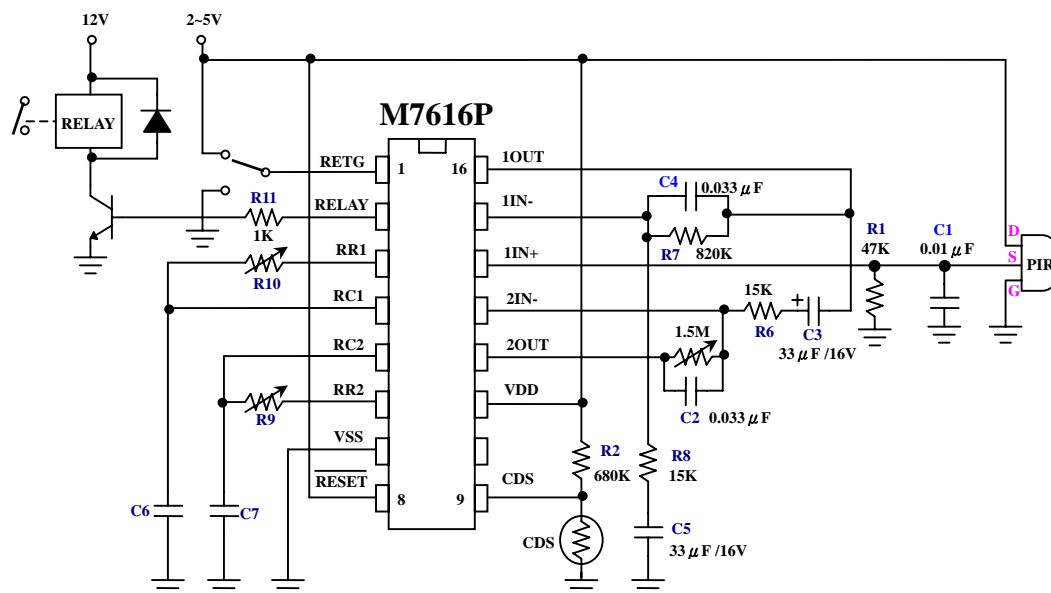 12V
2~5V
RELAY
M7616P
RETG
1
16
1OUT
RELAY
1IN-
RR1
1IN+
RC1
2IN-
RC2
2OUT
RR2
VDD
VSS
RESET
8
9
CDS
R11
1K
R10
R9
C6
C7
C4
0.033μF
R7
820K
R1
47K
C1
0.01μF
D
S
G
PIR
15K
R6
+
C3
33μF/16V
1.5M
C2
0.033μF
R2
680K
R8
15K
C5
33μF/16V
CDS